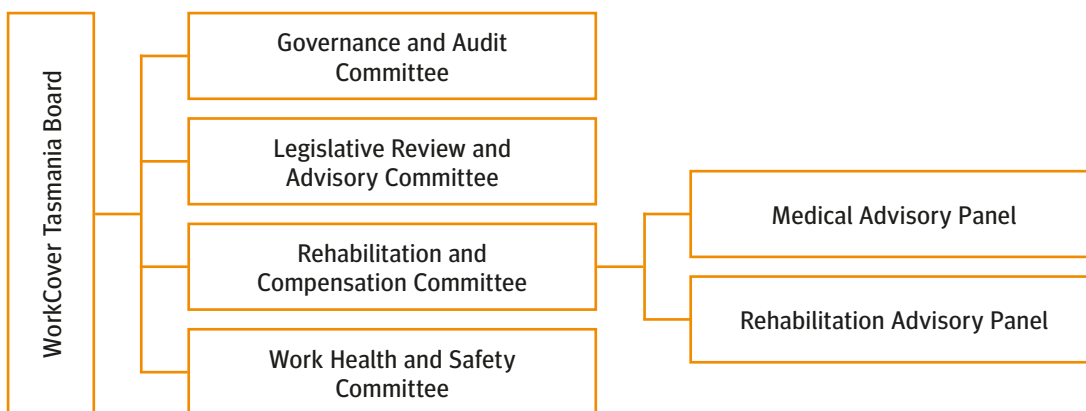 WorkCover Tasmania Board
Governance and Audit
Committee
Legislative Review and
Advisory Committee
Rehabilitation and
Compensation Committee
Work Health and Safety
Committee
Medical Advisory Panel
Rehabilitation Advisory Panel